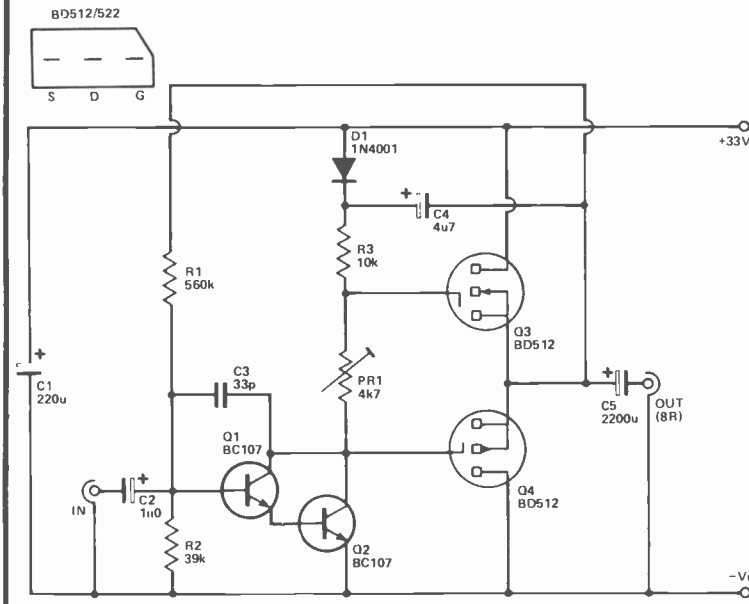 BD512/522
S D G
D1
1N4001
+33V
+
C4
4u7
R3
10k
R1
560k
Q3
BD512
+
C1
220u
C3
33p
PR1
4k7
+
C5
2200u
OUT
(8R)
Q1
BC107
IN
+
C2
1u0
Q4
BD512
R2
39k
Q2
BC107